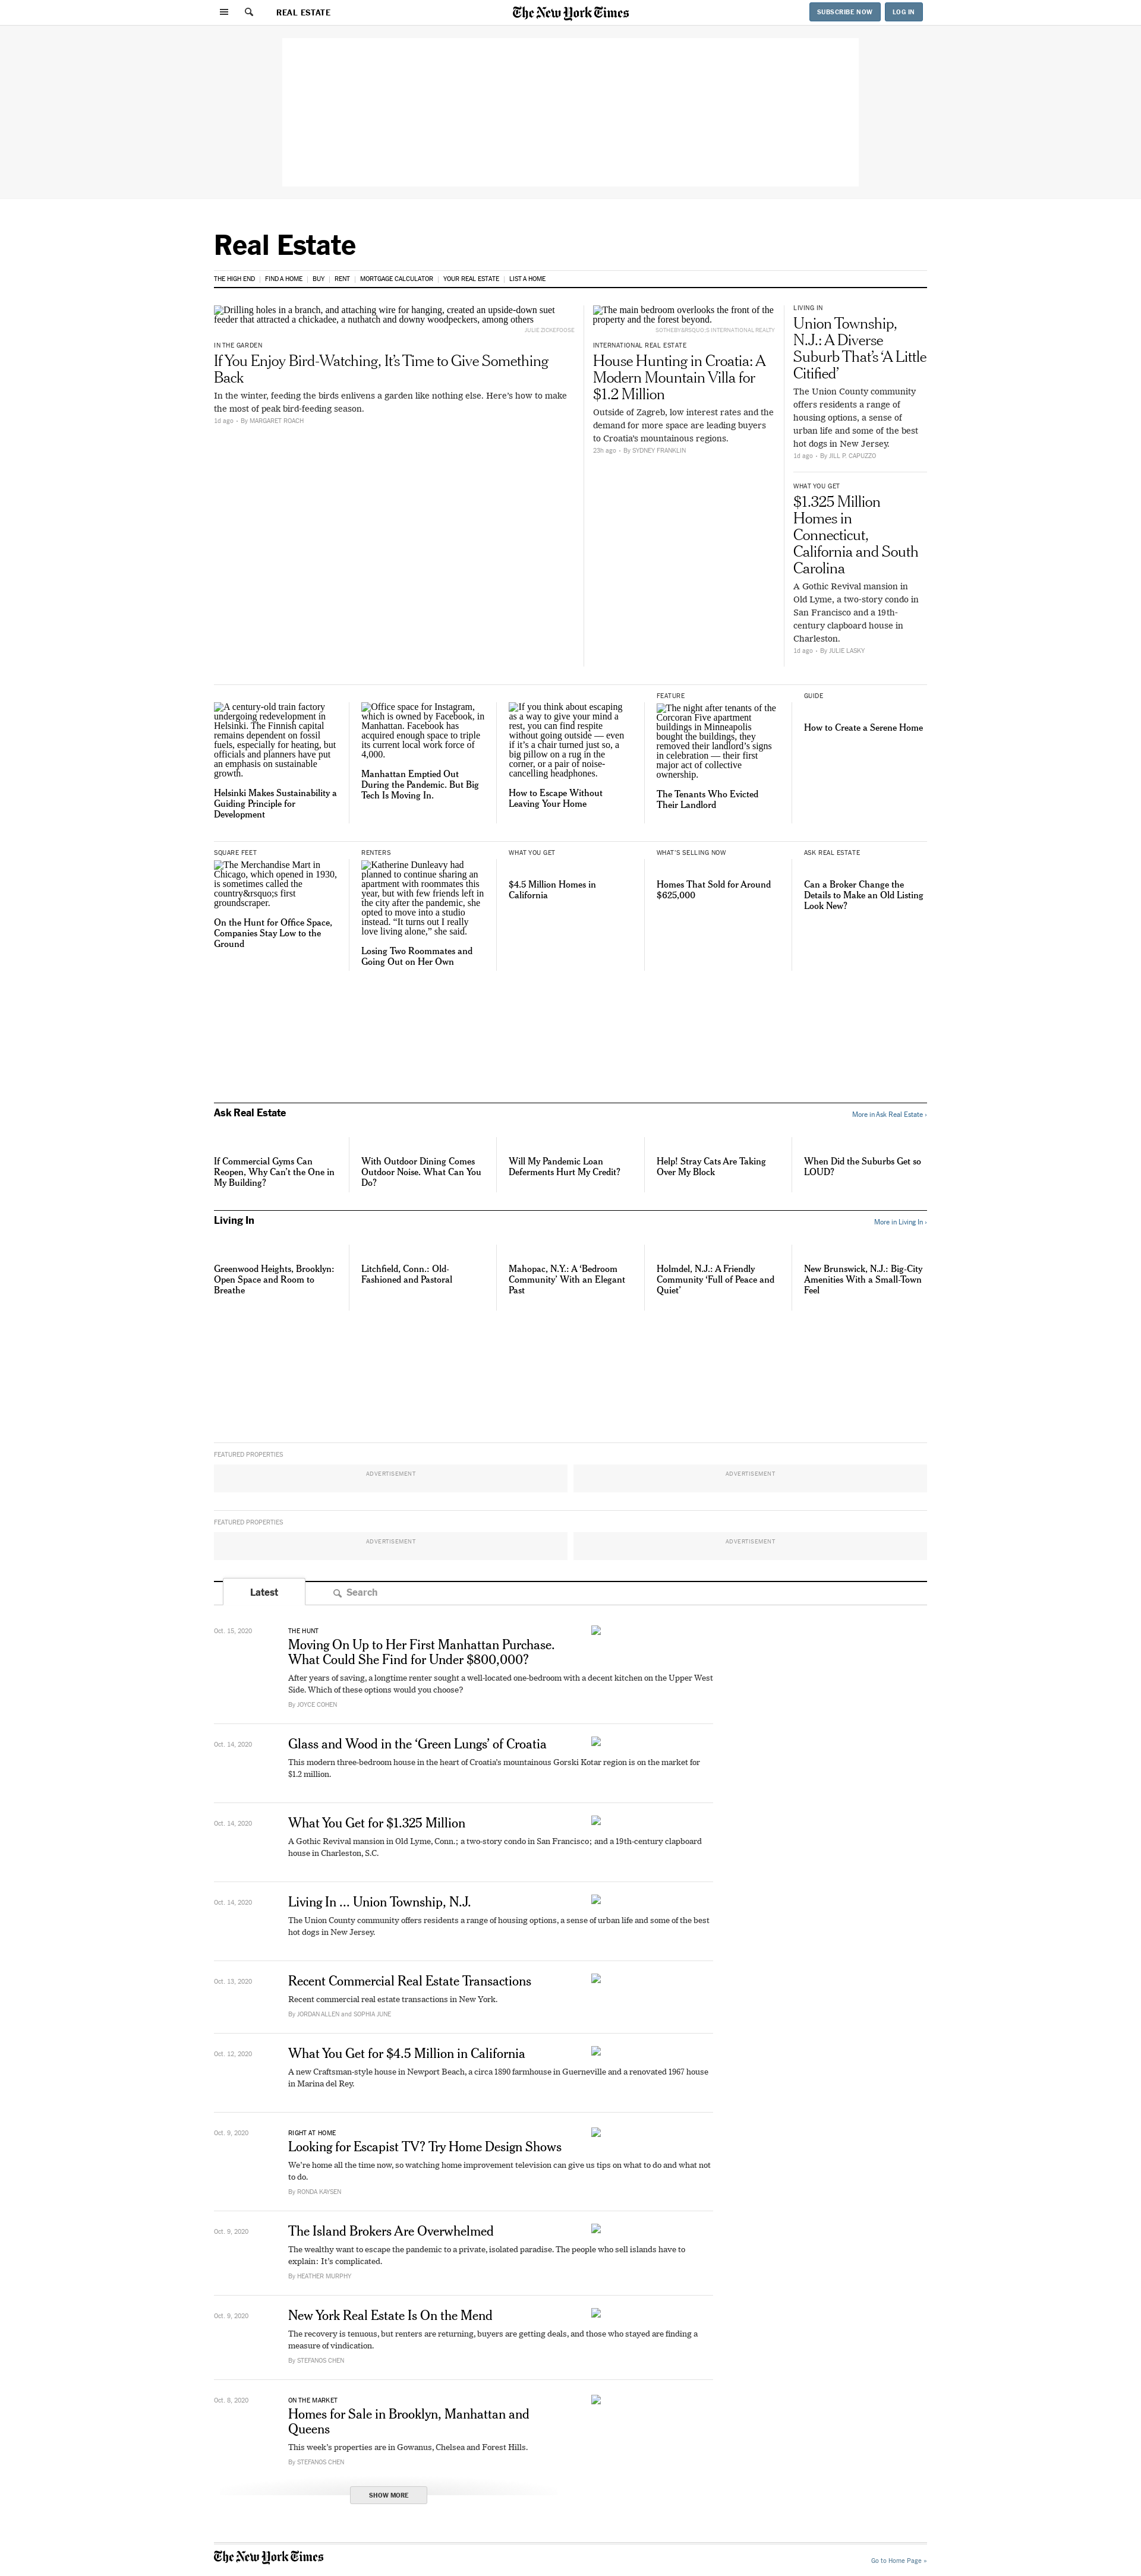 REAL ESTATE
The New York Times
SUBSCRIBE NOW
LOG IN
Real Estate
THE HIGH END
FIND A HOME
BUY
RENT
MORTGAGE CALCULATOR
YOUR REAL ESTATE
LIST A HOME
Drilling holes in a branch, and attaching wire for hanging, created an upside-down suet
feeder that attracted a chickadee, a nuthatch and downy woodpeckers, among others
JULIE ZICKEFOOSE
IN THE GARDEN
If You Enjoy Bird-Watching, It's Time to Give Something
Back
In the winter, feeding the birds enlivens a garden like nothing else. Here's how to make
the most of peak bird-feeding season.
1d ago • By MARGARET ROACH
The main bedroom overlooks the front of the
property and the forest beyond.
SOTHEBY&RSQUO;S INTERNATIONAL REALTY
INTERNATIONAL REAL ESTATE
House Hunting in Croatia: A
Modern Mountain Villa for
$1.2 Million
Outside of Zagreb, low interest rates and the
demand for more space are leading buyers
to Croatia's mountainous regions.
23h ago • By SYDNEY FRANKLIN
LIVING IN
Union Township,
N.J.: A Diverse
Suburb That's 'A Little
Citified'
The Union County community
offers residents a range of
housing options, a sense of
urban life and some of the best
hot dogs in New Jersey.
1d ago • By JILL P. CAPUZZO
WHAT YOU GET
$1.325 Million
Homes in
Connecticut,
California and South
Carolina
A Gothic Revival mansion in
Old Lyme, a two-story condo in
San Francisco and a 19th-
century clapboard house in
Charleston.
1d ago • By JULIE LASKY
A century-old train factory
undergoing redevelopment in
Helsinki. The Finnish capital
remains dependent on fossil
fuels, especially for heating, but
officials and planners have put
an emphasis on sustainable
growth.
Helsinki Makes Sustainability a
Guiding Principle for
Development
Office space for Instagram,
which is owned by Facebook, in
Manhattan. Facebook has
acquired enough space to triple
its current local work force of
4,000.
Manhattan Emptied Out
During the Pandemic. But Big
Tech Is Moving In.
If you think about escaping
as a way to give your mind a
rest, you can find respite
without going outside — even
if it's a chair turned just so, a
big pillow on a rug in the
corner, or a pair of noise-
cancelling headphones.
How to Escape Without
Leaving Your Home
FEATURE
The night after tenants of the
Corcoran Five apartment
buildings in Minneapolis
bought the buildings, they
removed their landlord's signs
in celebration — their first
major act of collective
ownership.
The Tenants Who Evicted
Their Landlord
GUIDE
How to Create a Serene Home
SQUARE FEET
The Merchandise Mart in
Chicago, which opened in 1930,
is sometimes called the
country&rsquo;s first
groundscraper.
On the Hunt for Office Space,
Companies Stay Low to the
Ground
RENTERS
Katherine Dunleavy had
planned to continue sharing an
apartment with roommates this
year, but with few friends left in
the city after the pandemic, she
opted to move into a studio
instead. “It turns out I really
love living alone,” she said.
Losing Two Roommates and
Going Out on Her Own
WHAT YOU GET
$4.5 Million Homes in
California
WHAT'S SELLING NOW
Homes That Sold for Around
$625,000
ASK REAL ESTATE
Can a Broker Change the
Details to Make an Old Listing
Look New?
Ask Real Estate
More in Ask Real Estate ›
If Commercial Gyms Can
Reopen, Why Can't the One in
My Building?
With Outdoor Dining Comes
Outdoor Noise. What Can You
Do?
Will My Pandemic Loan
Deferments Hurt My Credit?
Help! Stray Cats Are Taking
Over My Block
When Did the Suburbs Get so
LOUD?
Living In
More in Living In ›
Greenwood Heights, Brooklyn:
Open Space and Room to
Breathe
Litchfield, Conn.: Old-
Fashioned and Pastoral
Mahopac, N.Y.: A 'Bedroom
Community' With an Elegant
Past
Holmdel, N.J.: A Friendly
Community 'Full of Peace and
Quiet'
New Brunswick, N.J.: Big-City
Amenities With a Small-Town
Feel
FEATURED PROPERTIES
ADVERTISEMENT
ADVERTISEMENT
FEATURED PROPERTIES
ADVERTISEMENT
ADVERTISEMENT
Latest
Search
Oct. 15, 2020
THE HUNT
Moving On Up to Her First Manhattan Purchase.
What Could She Find for Under $800,000?
After years of saving, a longtime renter sought a well-located one-bedroom with a decent kitchen on the Upper West
Side. Which of these options would you choose?
By JOYCE COHEN
Oct. 14, 2020
Glass and Wood in the 'Green Lungs' of Croatia
This modern three-bedroom house in the heart of Croatia's mountainous Gorski Kotar region is on the market for
$1.2 million.
Oct. 14, 2020
What You Get for $1.325 Million
A Gothic Revival mansion in Old Lyme, Conn.; a two-story condo in San Francisco; and a 19th-century clapboard
house in Charleston, S.C.
Oct. 14, 2020
Living In ... Union Township, N.J.
The Union County community offers residents a range of housing options, a sense of urban life and some of the best
hot dogs in New Jersey.
Oct. 13, 2020
Recent Commercial Real Estate Transactions
Recent commercial real estate transactions in New York.
By JORDAN ALLEN and SOPHIA JUNE
Oct. 12, 2020
What You Get for $4.5 Million in California
A new Craftsman-style house in Newport Beach, a circa 1890 farmhouse in Guerneville and a renovated 1967 house
in Marina del Rey.
Oct. 9, 2020
RIGHT AT HOME
Looking for Escapist TV? Try Home Design Shows
We're home all the time now, so watching home improvement television can give us tips on what to do and what not
to do.
By RONDA KAYSEN
Oct. 9, 2020
The Island Brokers Are Overwhelmed
The wealthy want to escape the pandemic to a private, isolated paradise. The people who sell islands have to
explain: It's complicated.
By HEATHER MURPHY
Oct. 9, 2020
New York Real Estate Is On the Mend
The recovery is tenuous, but renters are returning, buyers are getting deals, and those who stayed are finding a
measure of vindication.
By STEFANOS CHEN
Oct. 8, 2020
ON THE MARKET
Homes for Sale in Brooklyn, Manhattan and
Queens
This week's properties are in Gowanus, Chelsea and Forest Hills.
By STEFANOS CHEN
SHOW MORE
The New York Times
Go to Home Page »